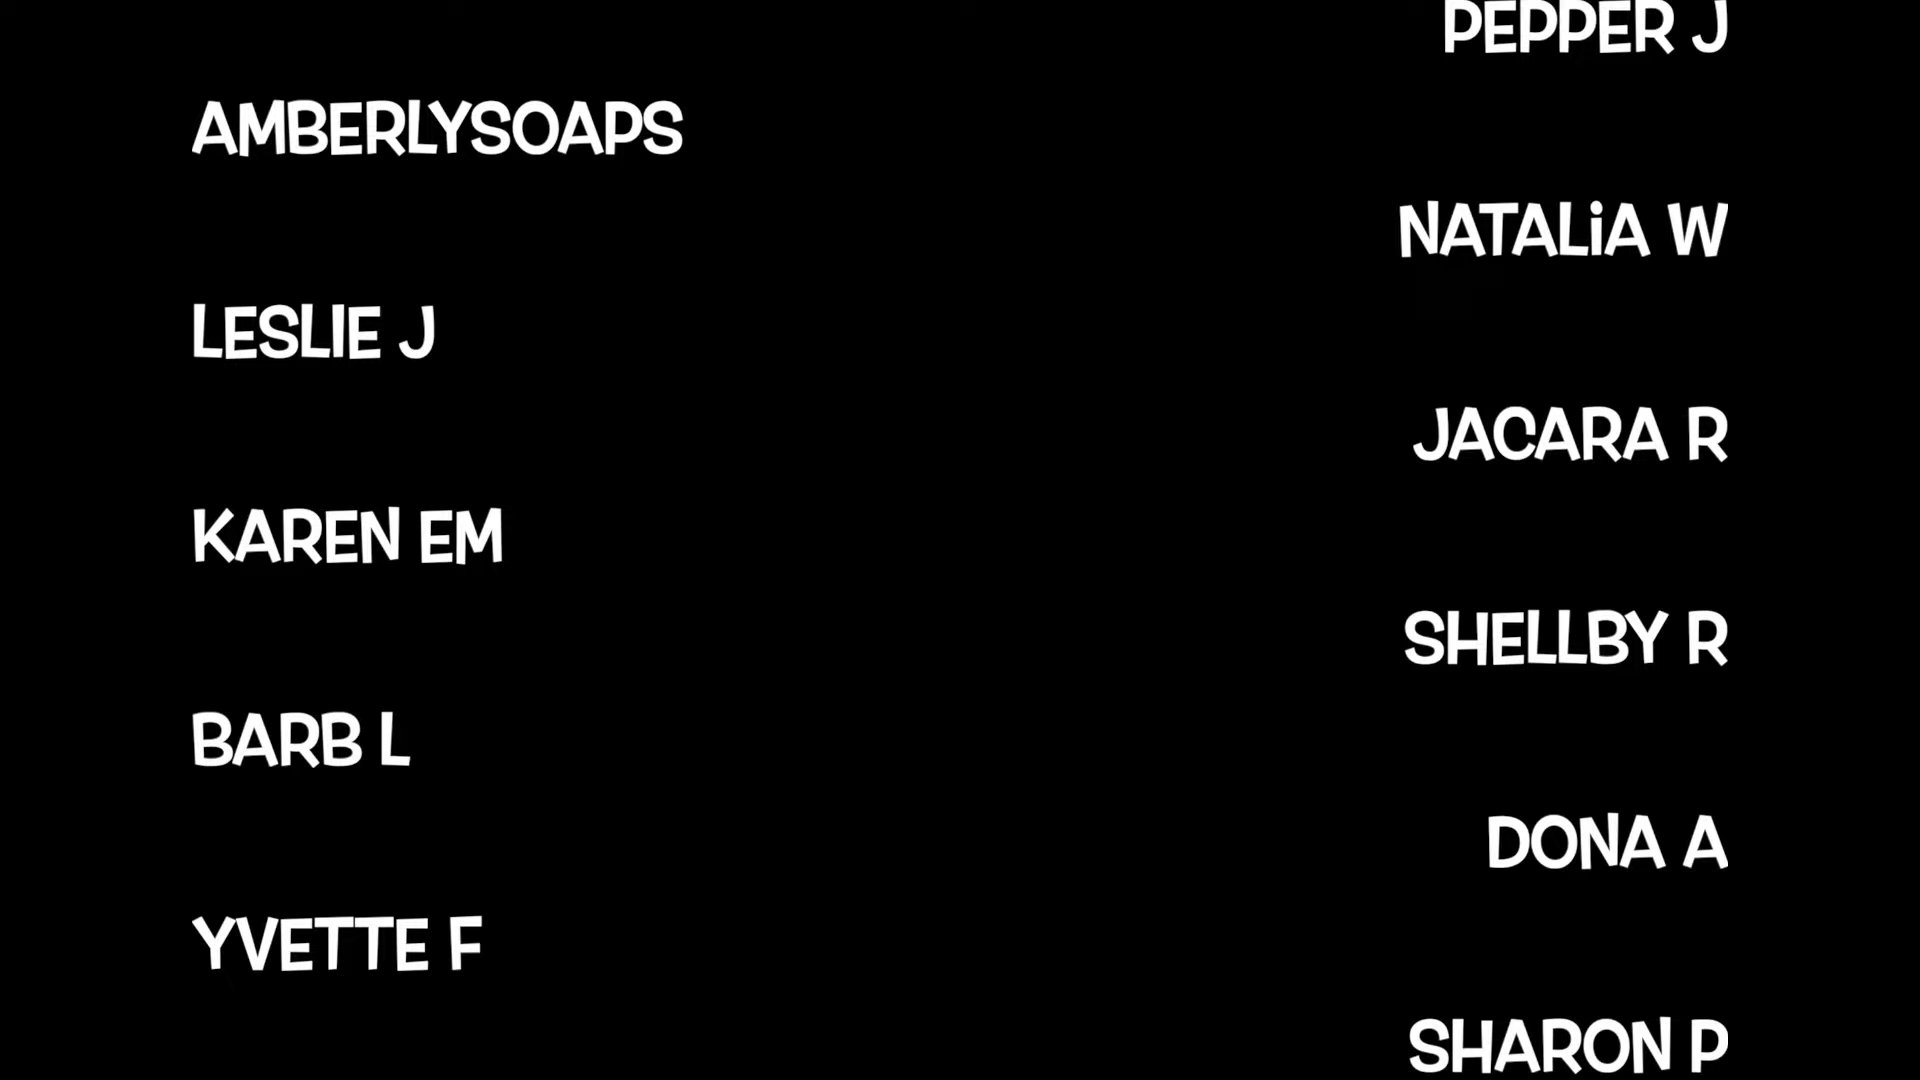 PEPPER J
AMBERLYSOAPS
NATALiA W
LESLIE J
JACARA R
KAREN EM
SHELLBY R
BARB L
DONA A
YVETTE F
SHARON P